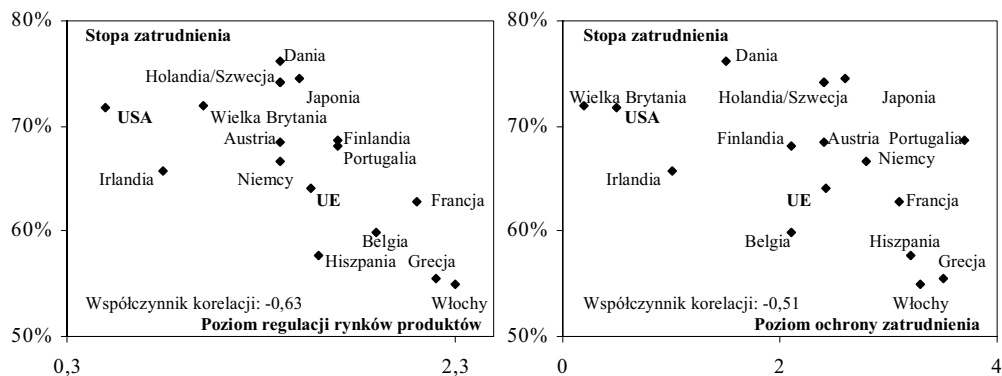 80%
Stopa zatrudnienia
Dania
Holandia/Szwecja
Japonia
USA
Wielka Brytania
70%
Austria
Finlandia
Portugalia
Irlandia
Niemcy
UE
Francja
60%
Belgia
Hiszpania
Grecja
Współczynnik korelacji: -0,63
Włochy
Poziom regulacji rynków produktów
50%
0,3
2,3
80%
Stopa zatrudnienia
Dania
Wielka Brytania
Holandia/Szwecja
Japonia
USA
70%
Finlandia
Austria
Portugalia
Niemcy
Irlandia
UE
Francja
60%
Belgia
Hiszpania
Grecja
Współczynnik korelacji: -0,51
Włochy
Poziom ochrony zatrudnienia
50%
0
2
4